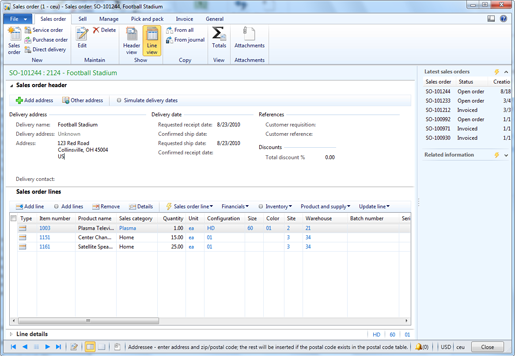 Sales order (1 - ceu) - Sales order: SO-101244, Football Stadium
File Sales order Sell Manage Pick and pack Invoice General
Sales order
Service order
Purchase order
Direct delivery
New
Edit
Delete
Maintain
Header view
Line view
Show
From all
From journal
Copy
Totals
View
Attachments
Attachments
SO-101244 : 2124 - Football Stadium
Sales order header
Add address Other address Simulate delivery dates
Delivery address
Delivery name: Football Stadium
Delivery address: Unknown
Address: 123 Red Road
Collinsville, OH 45004
US
Delivery contact:
Delivery date
Requested receipt date: 8/23/2010
Confirmed ship date:
Requested ship date: 8/23/2010
Confirmed receipt date:
References
Customer requisition:
Customer reference:
Discounts
Total discount % 0.00
Sales order lines
Add line Add lines Remove Details Sales order line Financials Inventory Product and supply Update line
Type Item number Product name Sales category Quantity Unit Configuration Size Color Site Warehouse Batch number Seri
1003 Plasma Televi... Plasma 1.00 ea HD 60 01 2 21
1151 Center Chan... Home 15.00 ea 01 3 34
1161 Satellite Spea... Home 25.00 ea 01 3 34
Line details HD 60 01
Latest sales orders
Sales order Status Creatio
SO-101244 Open order 8/18
SO-101233 Open order
SO-101212 Invoiced 3/3
SO-100992 Open order
SO-100971 Invoiced
SO-100931 Invoiced
Related information
Addressee - enter address and zip/postal code; the rest will be inserted if the postal code exists in the postal code table.
(0) USD ceu Close